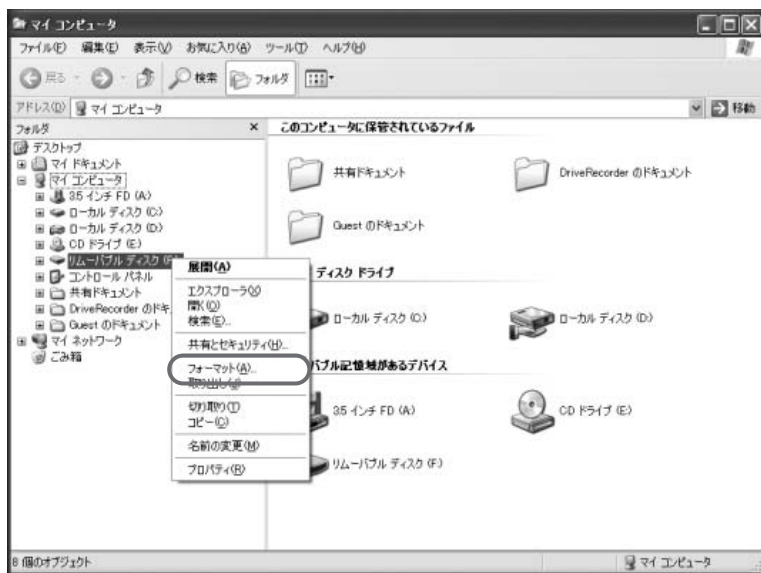 マイ コンピュータ
ファイル(F) 編集(E) 表示(V) お気に入り(A) ツール(T) ヘルプ(H)
戻る 検索 フォルダ
アドレス(D) マイ コンピュータ 移動
フォルダ ×
デスクトップ
マイ ドキュメント
マイ コンピュータ
3.5 インチ FD (A:)
ローカル ディスク (C:)
ローカル ディスク (D:)
CD ドライブ (E:)
リムーバブル ディスク
コントロール パネル
共有ドキュメント
DriveRecorder のドキ
Guest のドキュメント
マイ ネットワーク
ごみ箱
展開(A)
エクスプローラ(X)
開く(O)
検索(E)...
共有とセキュリティ(H)...
フォーマット(A)...
取り出し(J)
切り取り(T)
コピー(C)
名前の変更(M)
プロパティ(R)
このコンピュータに保管されているファイル
共有ドキュメント
DriveRecorder のドキュメント
Guest のドキュメント
ディスク ドライブ
ローカル ディスク (C:)
ローカル ディスク (D:)
バブル記憶域があるデバイス
3.5 インチ FD (A:)
CD ドライブ (E:)
リムーバブル ディスク (F:)
8 個のオブジェクト
マイ コンピュータ